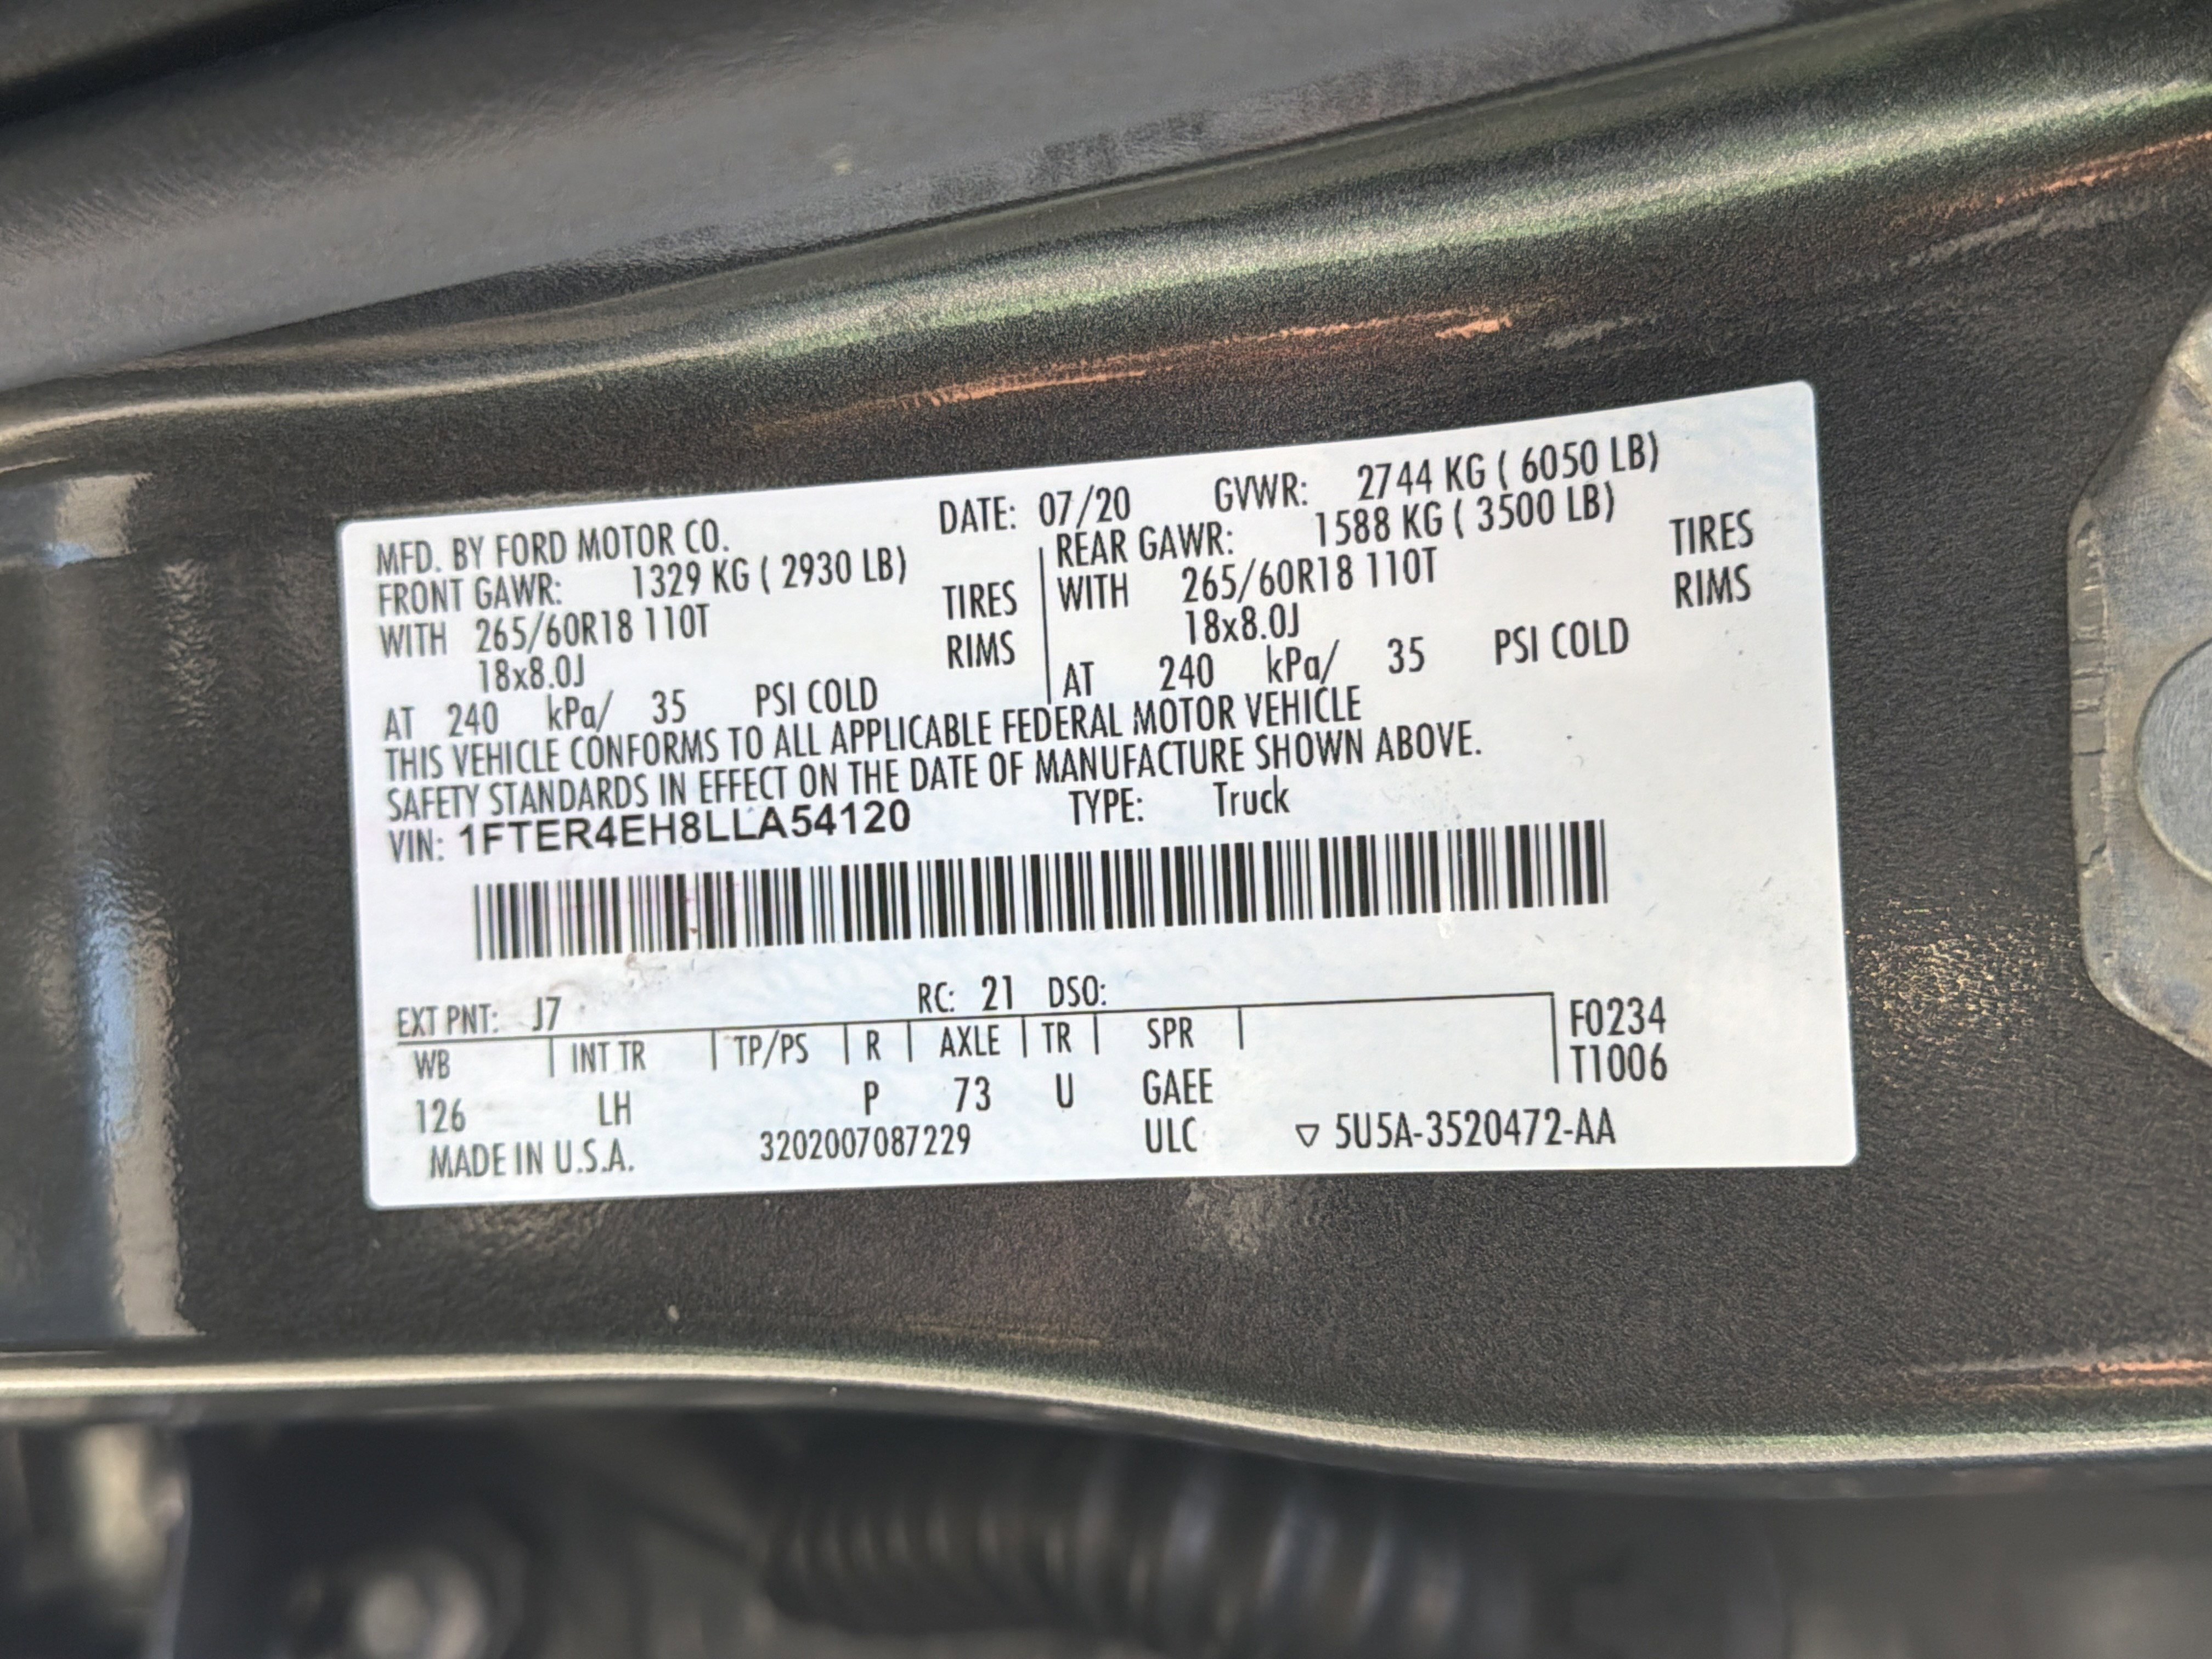 MFD. BY FORD MOTOR CO. DATE: 07/20 GVWR: 2744 KG ( 6050 LB)
FRONT GAWR: 1329 KG ( 2930 LB)
WITH 265/60R18 110T TIRES
18x8.0J RIMS
AT 240 kPa/ 35 PSI COLD
REAR GAWR: 1588 KG ( 3500 LB)
WITH 265/60R18 110T TIRES
18x8.0J RIMS
AT 240 kPa/ 35 PSI COLD
THIS VEHICLE CONFORMS TO ALL APPLICABLE FEDERAL MOTOR VEHICLE
SAFETY STANDARDS IN EFFECT ON THE DATE OF MANUFACTURE SHOWN ABOVE.
VIN: 1FTER4EH8LLA54120 TYPE: Truck
EXT PNT: J7 RC: 21 DSO:
WB INT TR TP/PS R AXLE TR SPR F0234
T1006
126 LH P 73 U GAEE
MADE IN U.S.A. 3202007087229 ULC ▽ 5U5A-3520472-AA